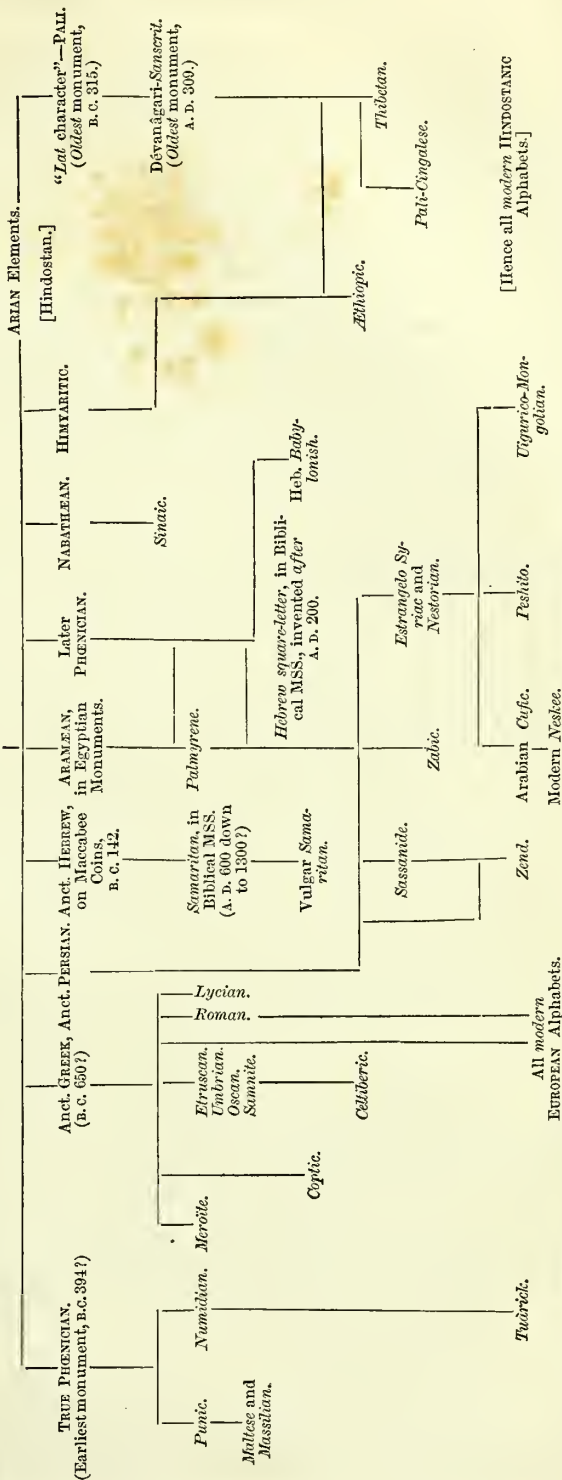 TRUE PHŒNICIAN.
(Earliest monument, B.C. 394?)
Anct. GREEK,
(B. C. 650?)
Anct. PERSIAN.
Anct. HEBREW,
on Maccabee
Coins,
B. C. 142.
ARAMÆAN,
in Egyptian
Monuments.
Later
PHŒNICIAN.
NABATHÆAN.
HIMYARITIC.
ARIAN Elements.
[Hindostan.]
"Lat character"—PALI.
(Oldest monument,
B. C. 315.)
Punic.
Numidian.
Meroïte.
Etruscan.
Umbrian.
Oscan.
Samnite.
Roman.
Lycian.
Samaritan, in
Biblical MSS.
(A. D. 600 down
to 1300?)
Palmyrene.
Sinaic.
Dévanâgari-Sanscrit.
(Oldest monument,
A. D. 309.)
Maltese and
Massilian.
Coptic.
Vulgar Sama-
ritan.
Hebrew square-letter, in Bibli-
cal MSS., invented after
A. D. 200.
Heb. Baby-
lonish.
Celtiberic.
Sassanide.
Zabic.
Estrangelo Sy-
riac and
Nestorian.
Æthiopic.
Thibetan.
Pali-Cingalese.
Tuàrick.
All modern
EUROPEAN Alphabets.
Zend.
Arabian Cufic.
Modern Neskee.
Peshito.
Uigurico-Mon-
golian.
[Hence all modern HINDOSTANIC
Alphabets.]